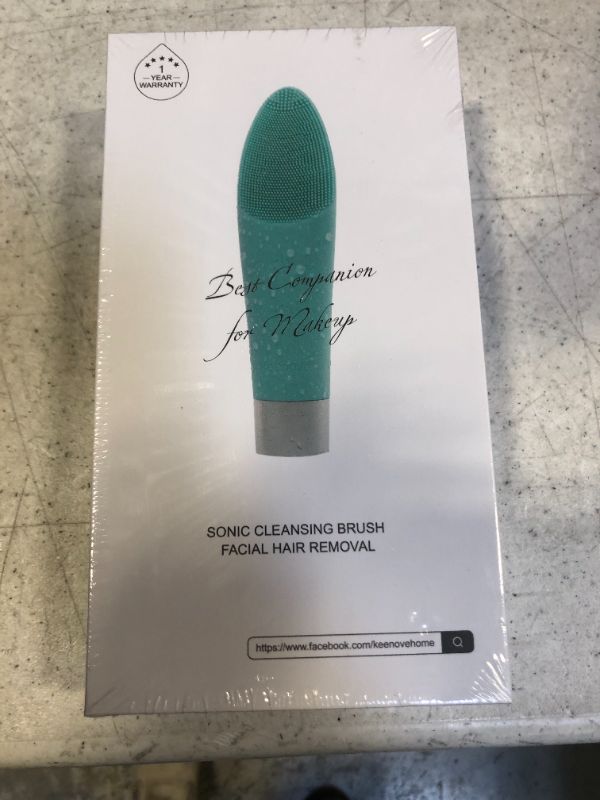 1
YEAR
WARRANTY
Best Companion
for Makeup
SONIC CLEANSING BRUSH
FACIAL HAIR REMOVAL
https://www.facebook.com/keenovehome